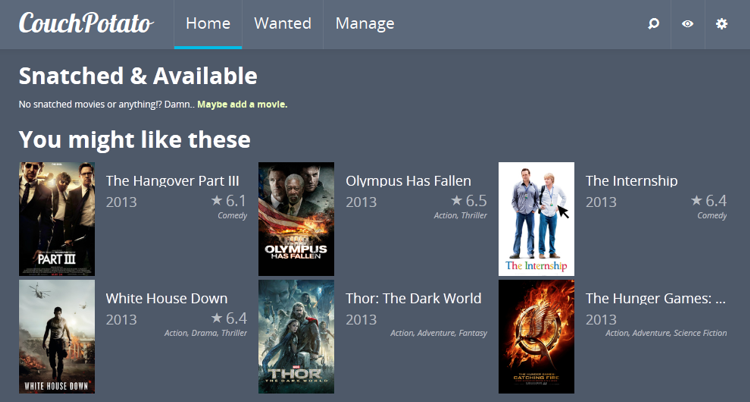 CouchPotato
Home
Wanted
Manage
Snatched & Available
No snatched movies or anything!? Damn.. Maybe add a movie.
You might like these
PART III
The Hangover Part III
2013
★ 6.1
Comedy
OLYMPUS
HAS FALLEN
Olympus Has Fallen
2013
★ 6.5
Action, Thriller
The Internship
The Internship
2013
★ 6.4
Comedy
WHITE HOUSE DOWN
White House Down
2013
★ 6.4
Action, Drama, Thriller
MARVEL
THOR
THE DARK WORLD
Thor: The Dark World
2013
Action, Adventure, Fantasy
CATCHING FIRE
The Hunger Games: ...
2013
Action, Adventure, Science Fiction